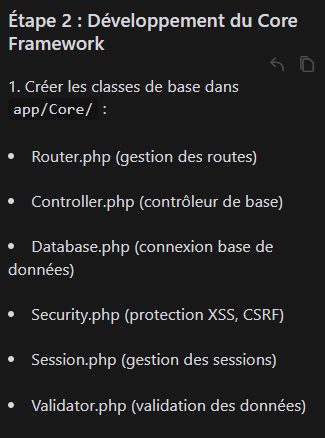 Étape 2 : Développement du Core
Framework
1. Créer les classes de base dans
app/Core/ :
• Router.php (gestion des routes)
• Controller.php (contrôleur de base)
• Database.php (connexion base de
données)
• Security.php (protection XSS, CSRF)
• Session.php (gestion des sessions)
• Validator.php (validation des données)